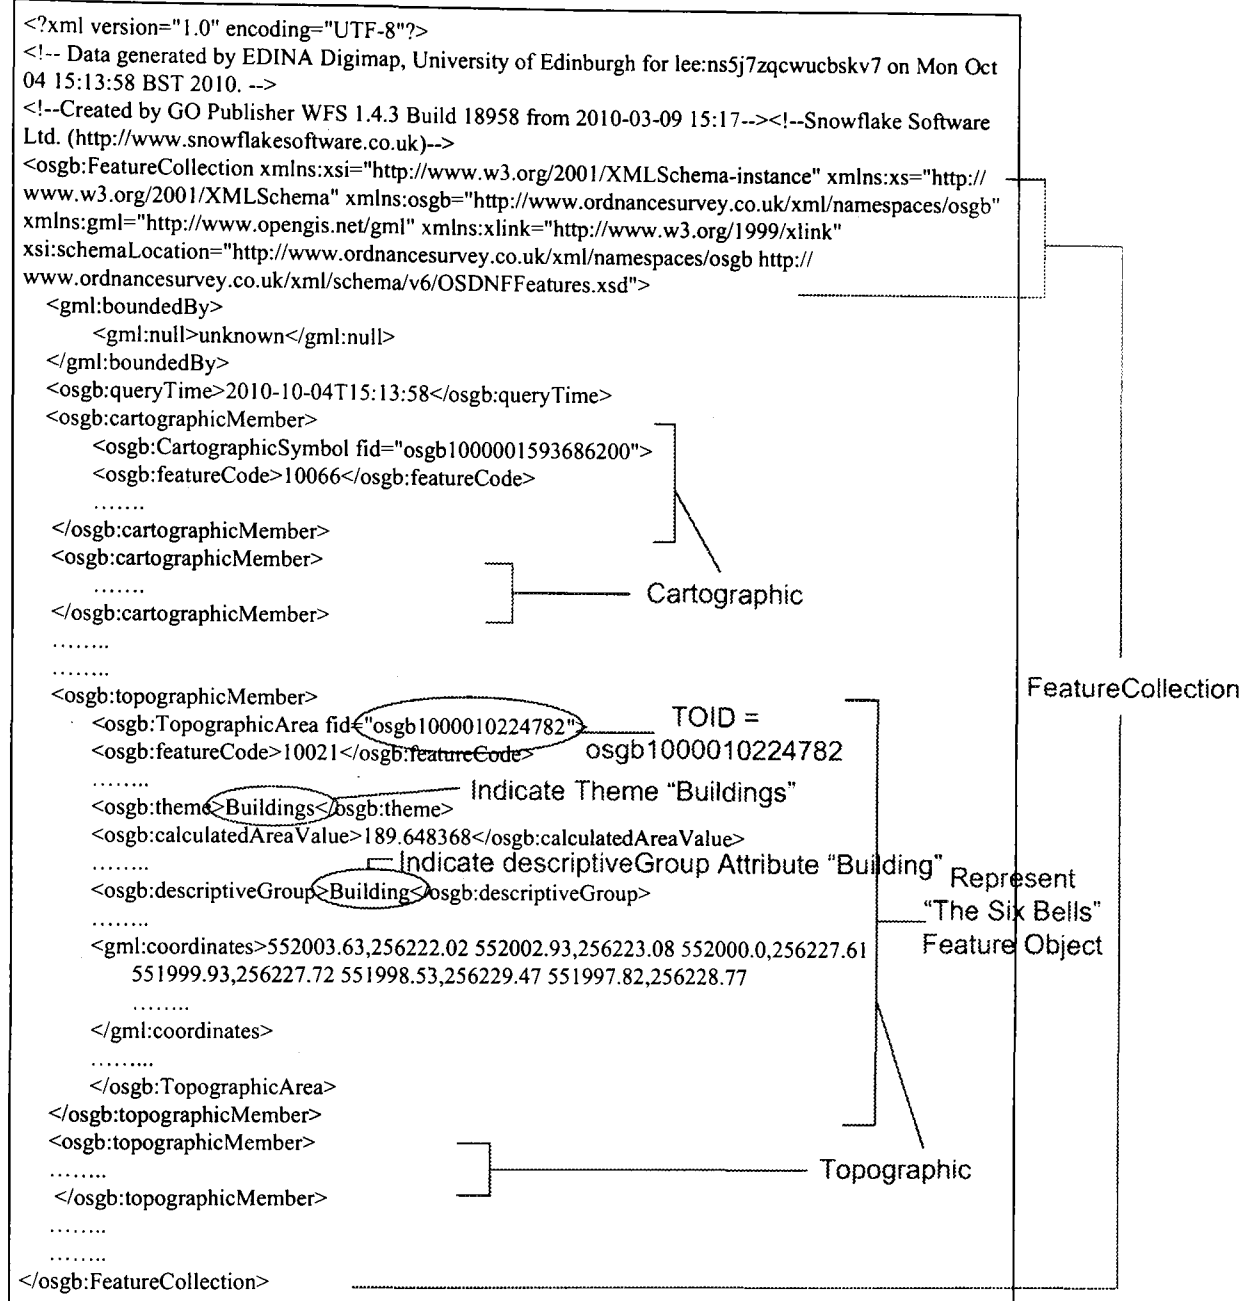 <?xml version="1.0" encoding="UTF-8"?>
<!-- Data generated by EDINA Digimap, University of Edinburgh for lee:ns5j7zqcwucbskv7 on Mon Oct
04 15:13:58 BST 2010. -->
<!--Created by GO Publisher WFS 1.4.3 Build 18958 from 2010-03-09 15:17--><!--Snowflake Software
Ltd. (http://www.snowflakesoftware.co.uk)-->
<osgb:FeatureCollection xmlns:xsi="http://www.w3.org/2001/XMLSchema-instance" xmlns:xs="http://
www.w3.org/2001/XMLSchema" xmlns:osgb="http://www.ordnancesurvey.co.uk/xml/namespaces/osgb"
xmlns:gml="http://www.opengis.net/gml" xmlns:xlink="http://www.w3.org/1999/xlink"
xsi:schemaLocation="http://www.ordnancesurvey.co.uk/xml/namespaces/osgb http://
www.ordnancesurvey.co.uk/xml/schema/v6/OSDNFFeatures.xsd">
<gml:boundedBy>
<gml:null>unknown</gml:null>
</gml:boundedBy>
<osgb:queryTime>2010-10-04T15:13:58</osgb:queryTime>
<osgb:cartographicMember>
<osgb:CartographicSymbol fid="osgb1000001593686200">
<osgb:featureCode>10066</osgb:featureCode>
.......
</osgb:cartographicMember>
<osgb:cartographicMember>
.......
Cartographic
</osgb:cartographicMember>
........
........
FeatureCollection
<osgb:topographicMember>
<osgb:TopographicArea fid="osgb1000010224782">
TOID =
osgb1000010224782
<osgb:featureCode>10021</osgb:featureCode>
........
Indicate Theme “Buildings”
<osgb:theme>Buildings</osgb:theme>
<osgb:calculatedAreaValue>189.648368</osgb:calculatedAreaValue>
........
Indicate descriptiveGroup Attribute “Building”
<osgb:descriptiveGroup>Building</osgb:descriptiveGroup>
........
Represent
“The Six Bells”
Feature Object
<gml:coordinates>552003.63,256222.02 552002.93,256223.08 552000.0,256227.61
551999.93,256227.72 551998.53,256229.47 551997.82,256228.77
........
</gml:coordinates>
.........
</osgb:TopographicArea>
</osgb:topographicMember>
<osgb:topographicMember>
........
Topographic
</osgb:topographicMember>
........
........
</osgb:FeatureCollection>